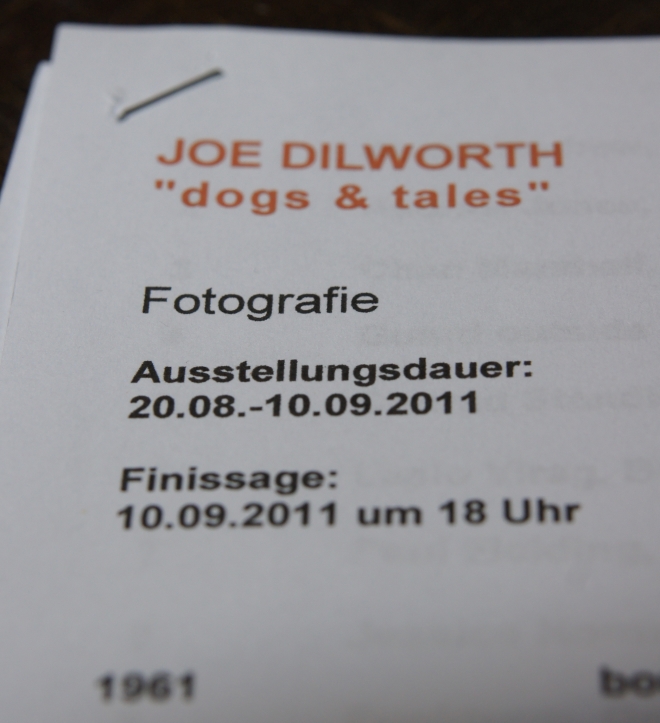 JOE DILWORTH
"dogs & tales"
Fotografie
Ausstellungsdauer:
20.08.-10.09.2011
Finissage:
10.09.2011 um 18 Uhr
1961